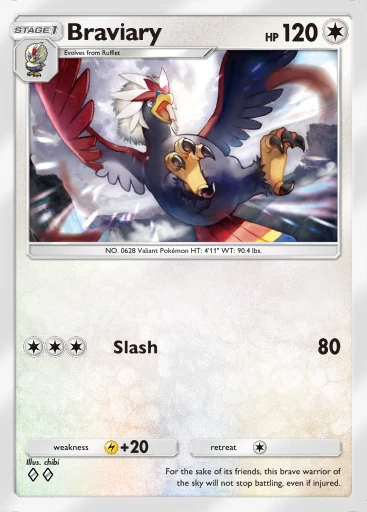 STAGE 1
Braviary
HP 120
Evolves from Rufflet
NO. 0628 Valiant Pokémon HT: 4'11" WT: 90.4 lbs.
Slash 80
weakness +20
retreat
Illus. chibi
For the sake of its friends, this brave warrior of
the sky will not stop battling, even if injured.